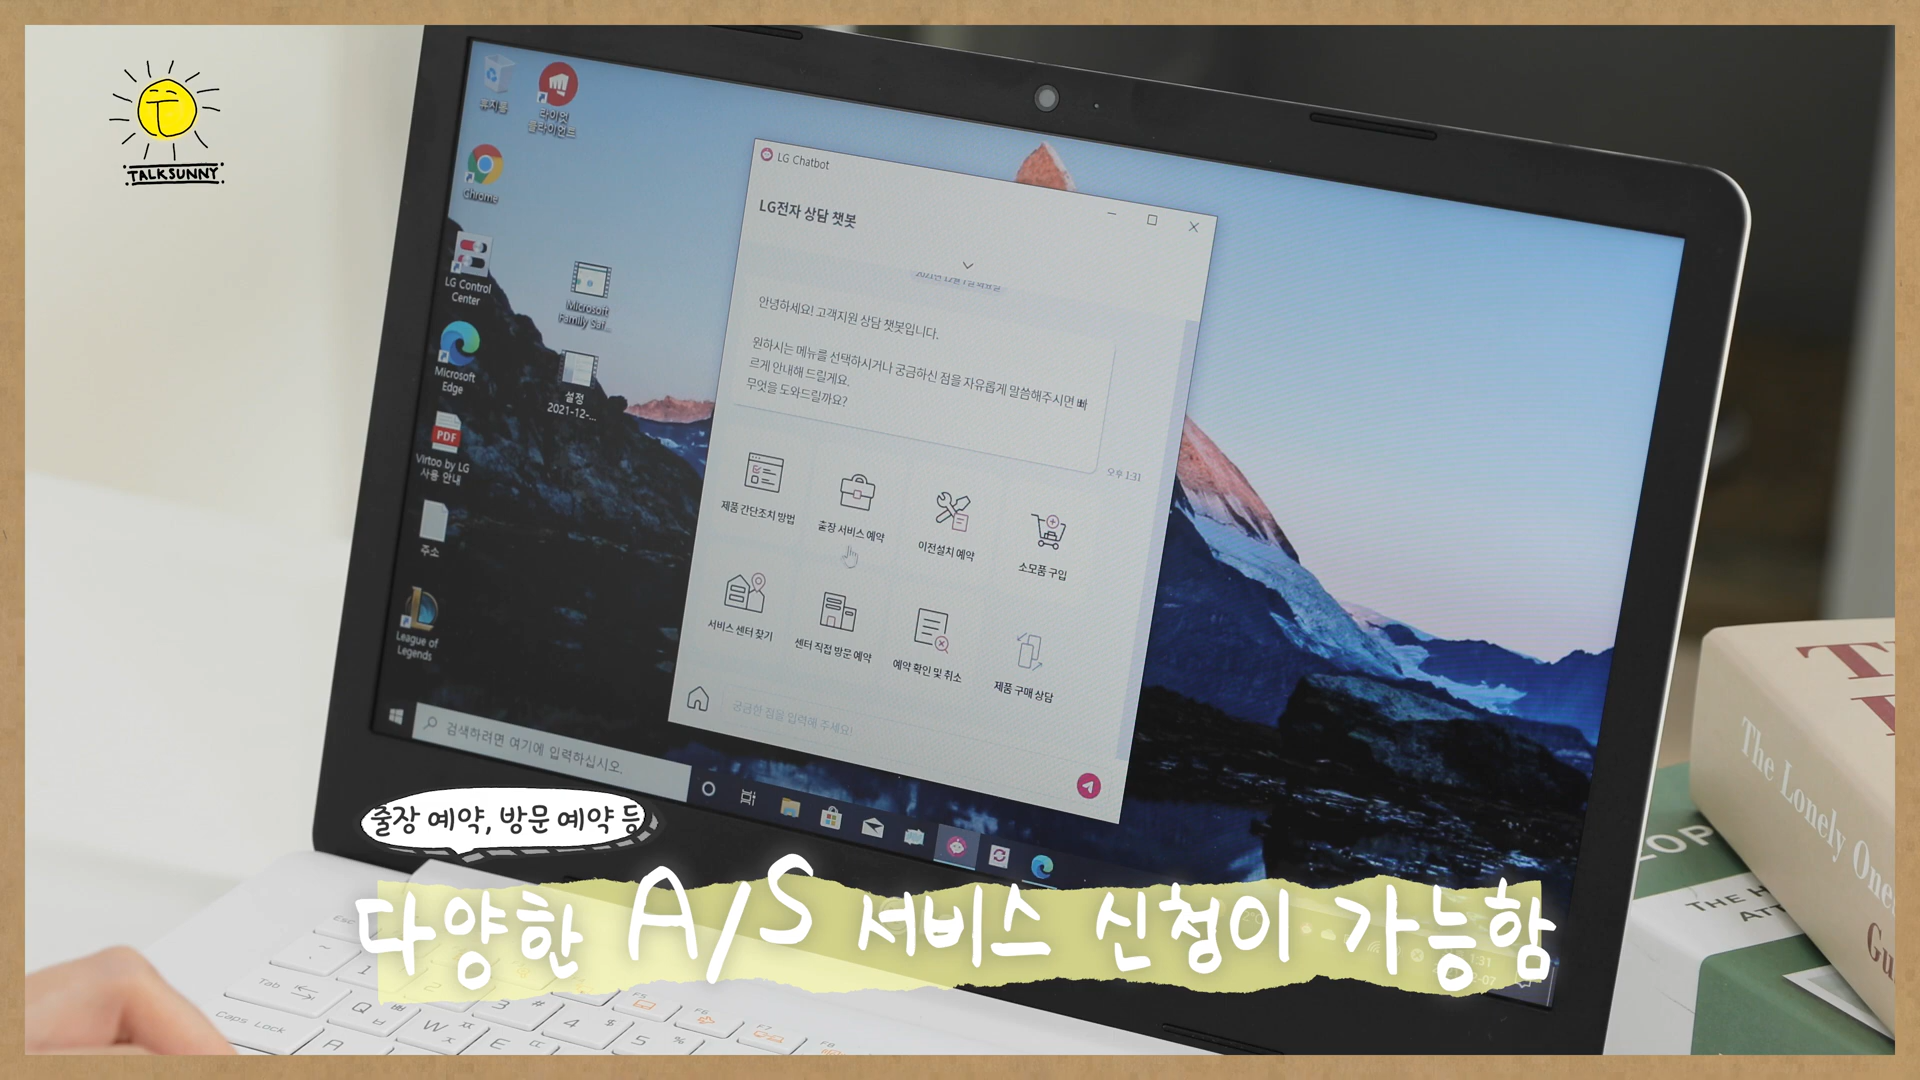 TALKSUNNY
휴지통
라이엇
클라이언트
Chrome
LG Control
Center
Microsoft
Family Saf...
Microsoft
Edge
설정
2021-12-...
PDF
Virtoo by LG
사용 안내
주소
League of
Legends
검색하려면 여기에 입력하십시오.
LG Chatbot
LG전자 상담 챗봇
안녕하세요! 고객지원 상담 챗봇입니다.
원하시는 메뉴를 선택하시거나 궁금하신 점을 자유롭게 말씀해주시면 빠
르게 안내해 드릴게요.
무엇을 도와드릴까요?
오후 1:31
제품 간단조치 방법
출장 서비스 예약
이전설치 예약
소모품 구입
서비스 센터 찾기
센터 직접 방문 예약
예약 확인 및 취소
제품 구매 상담
궁금한 점을 입력해 주세요!
출장 예약, 방문 예약 등
다양한 A/S 서비스 신청이 가능함
The Lonely One
THE H
Gu
Esc
Tab
Caps Lock
Q
W
E
A
F5
F6
F7
F8